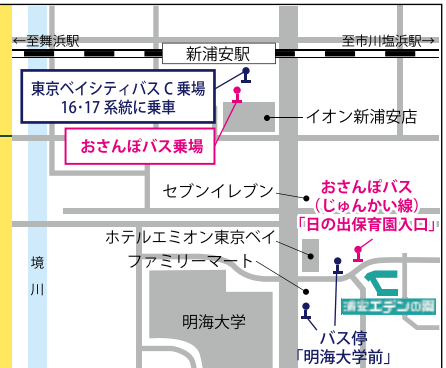 ←至舞浜駅
至市川塩浜駅→
新浦安駅
東京ベイシティバスC乗場
16・17系統に乗車
イオン新浦安店
おさんぽバス乗場
セブンイレブン
おさんぽバス
(じゅんかい線)
「日の出保育園入口」
ホテルエミオン東京ベイ
ファミリーマート
境川
浦安エデンの園
明海大学
バス停
「明海大学前」